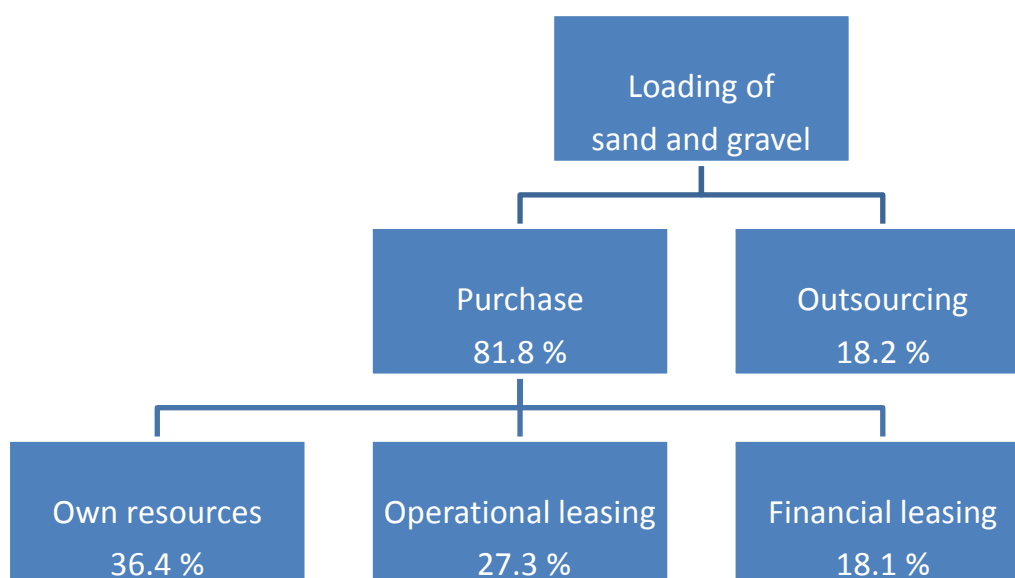 Loading of
sand and gravel
Purchase
81.8 %
Outsourcing
18.2 %
Own resources
36.4 %
Operational leasing
27.3 %
Financial leasing
18.1 %